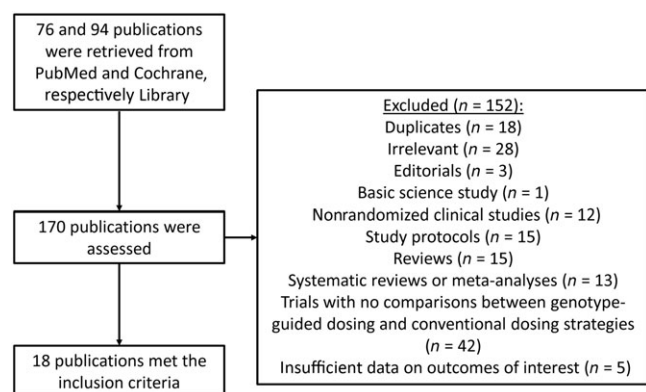 76 and 94 publications
were retrieved from
PubMed and Cochrane,
respectively Library
170 publications were
assessed
18 publications met the
inclusion criteria
Excluded (n = 152):
Duplicates (n = 18)
Irrelevant (n = 28)
Editorials (n = 3)
Basic science study (n = 1)
Nonrandomized clinical studies (n = 12)
Study protocols (n = 15)
Reviews (n = 15)
Systematic reviews or meta-analyses (n = 13)
Trials with no comparisons between genotype-
guided dosing and conventional dosing strategies
(n = 42)
Insufficient data on outcomes of interest (n = 5)